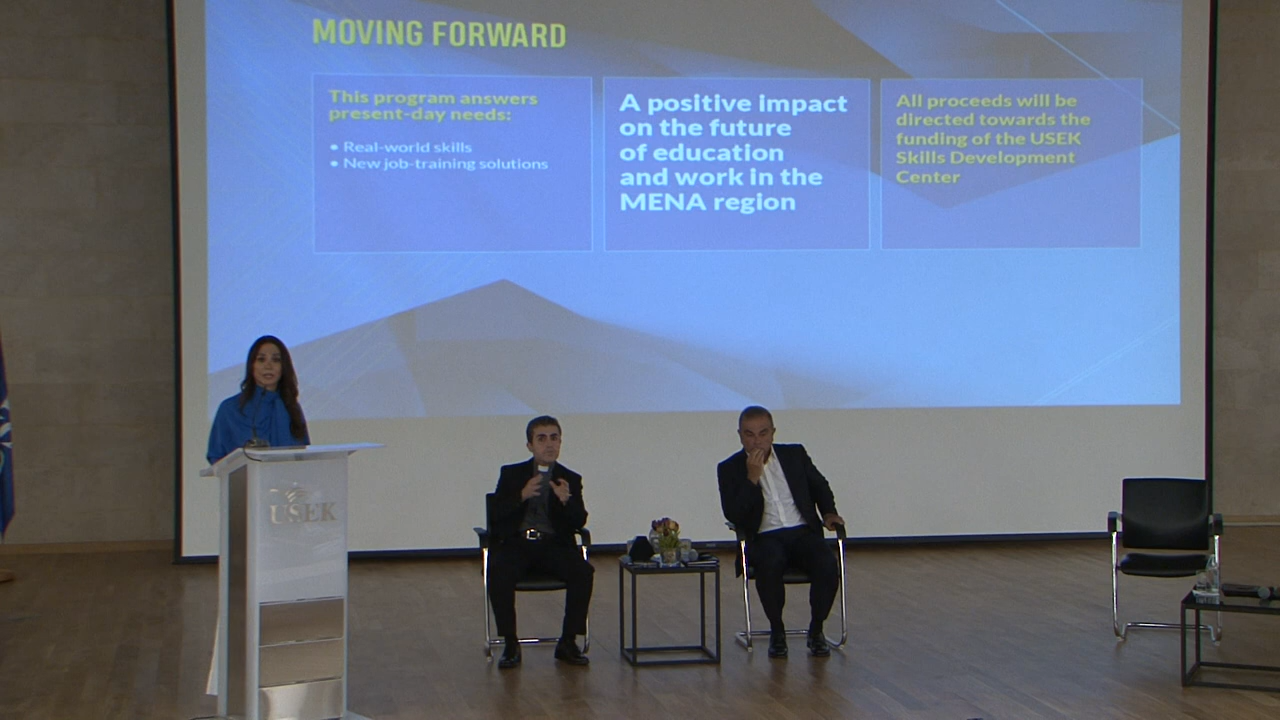 MOVING FORWARD
This program answers
present-day needs:
• Real-world skills
• New job-training solutions
A positive impact
on the future
of education
and work in the
MENA region
All proceeds will be
directed towards the
funding of the USEK
Skills Development
Center
USEK